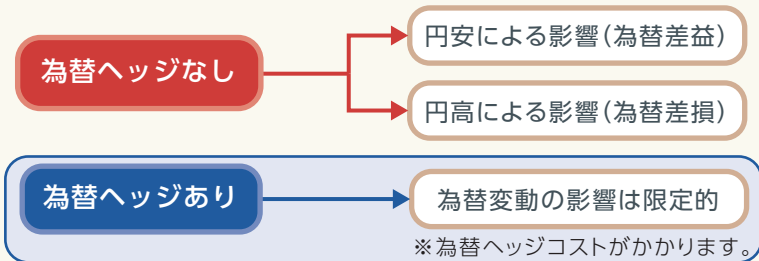 為替ヘッジなし
円安による影響(為替差益)
円高による影響(為替差損)
為替ヘッジあり
為替変動の影響は限定的
※為替ヘッジコストがかかります。